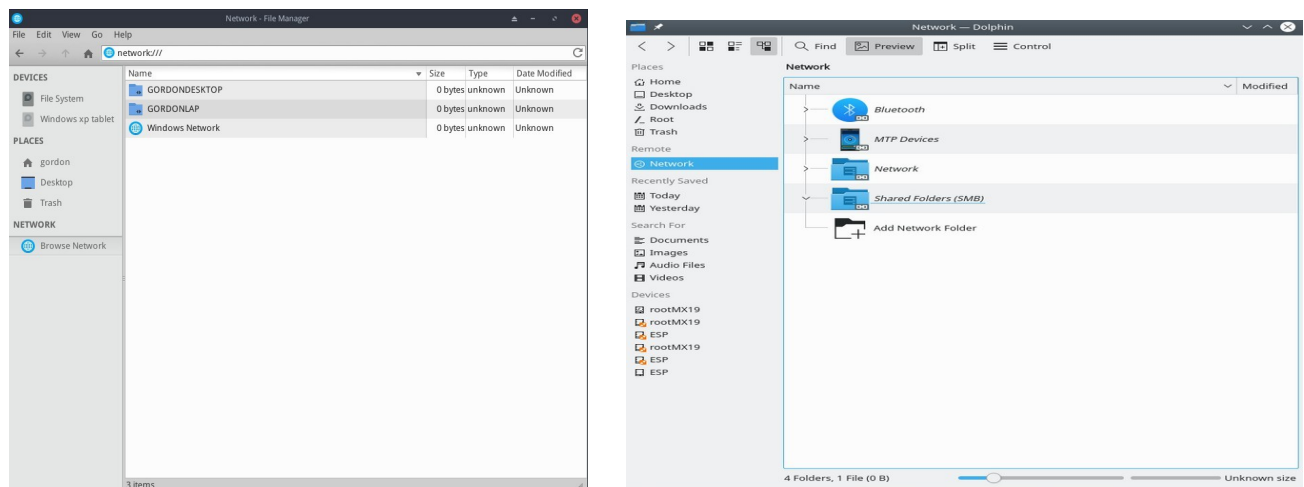 Network - File Manager
File Edit View Go Help
network:///
DEVICES
File System
Windows xp tablet
PLACES
gordon
Desktop
Trash
NETWORK
Browse Network
Name Size Type Date Modified
GORDONDESKTOP 0 bytes unknown Unknown
GORDONLAP 0 bytes unknown Unknown
Windows Network 0 bytes unknown Unknown
3 items
Network — Dolphin
Find Preview Split Control
Places
Home
Desktop
Downloads
Root
Trash
Remote
Network
Recently Saved
Today
Yesterday
Search For
Documents
Images
Audio Files
Videos
Devices
rootMX19
rootMX19
ESP
rootMX19
ESP
ESP
Network
Name Modified
Bluetooth
MTP Devices
Network
Shared Folders (SMB)
Add Network Folder
4 Folders, 1 File (0 B) Unknown size